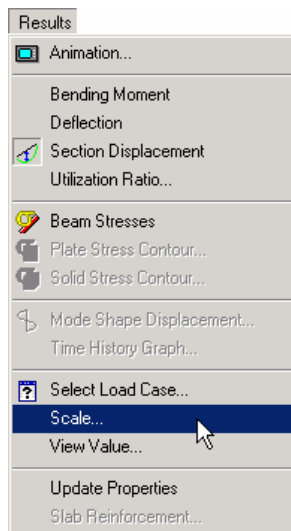 Results
Animation...
Bending Moment
Deflection
Section Displacement
Utilization Ratio...
Beam Stresses
Plate Stress Contour...
Solid Stress Contour...
Mode Shape Displacement...
Time History Graph...
Select Load Case...
Scale...
View Value...
Update Properties
Slab Reinforcement...